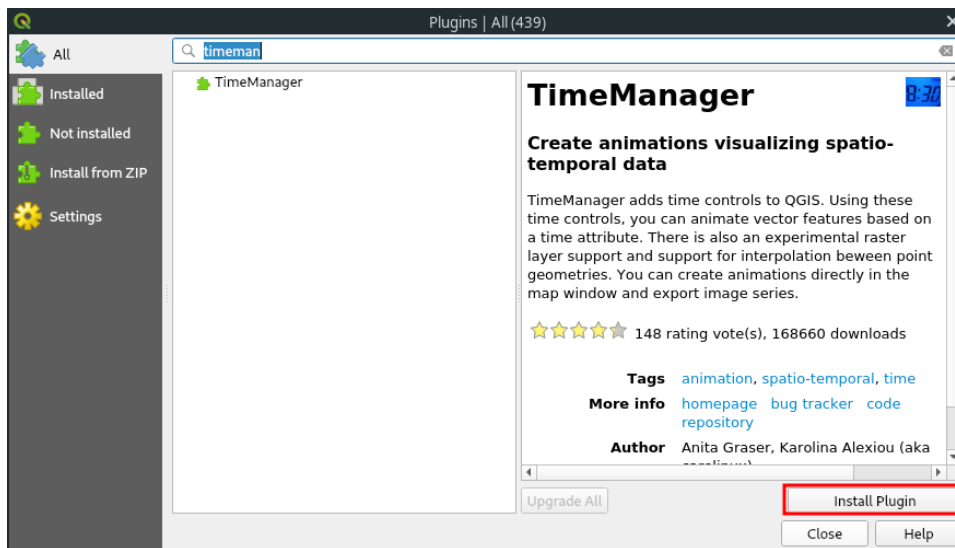 Plugins | All (439)
All
Installed
Not installed
Install from ZIP
Settings
timeman
TimeManager
TimeManager
8:30
Create animations visualizing spatio-
temporal data
TimeManager adds time controls to QGIS. Using these
time controls, you can animate vector features based on
a time attribute. There is also an experimental raster
layer support and support for interpolation beween point
geometries. You can create animations directly in the
map window and export image series.
148 rating vote(s), 168660 downloads
Tags animation, spatio-temporal, time
More info homepage bug tracker code
repository
Author Anita Graser, Karolina Alexiou (aka
Upgrade All
Install Plugin
Close
Help